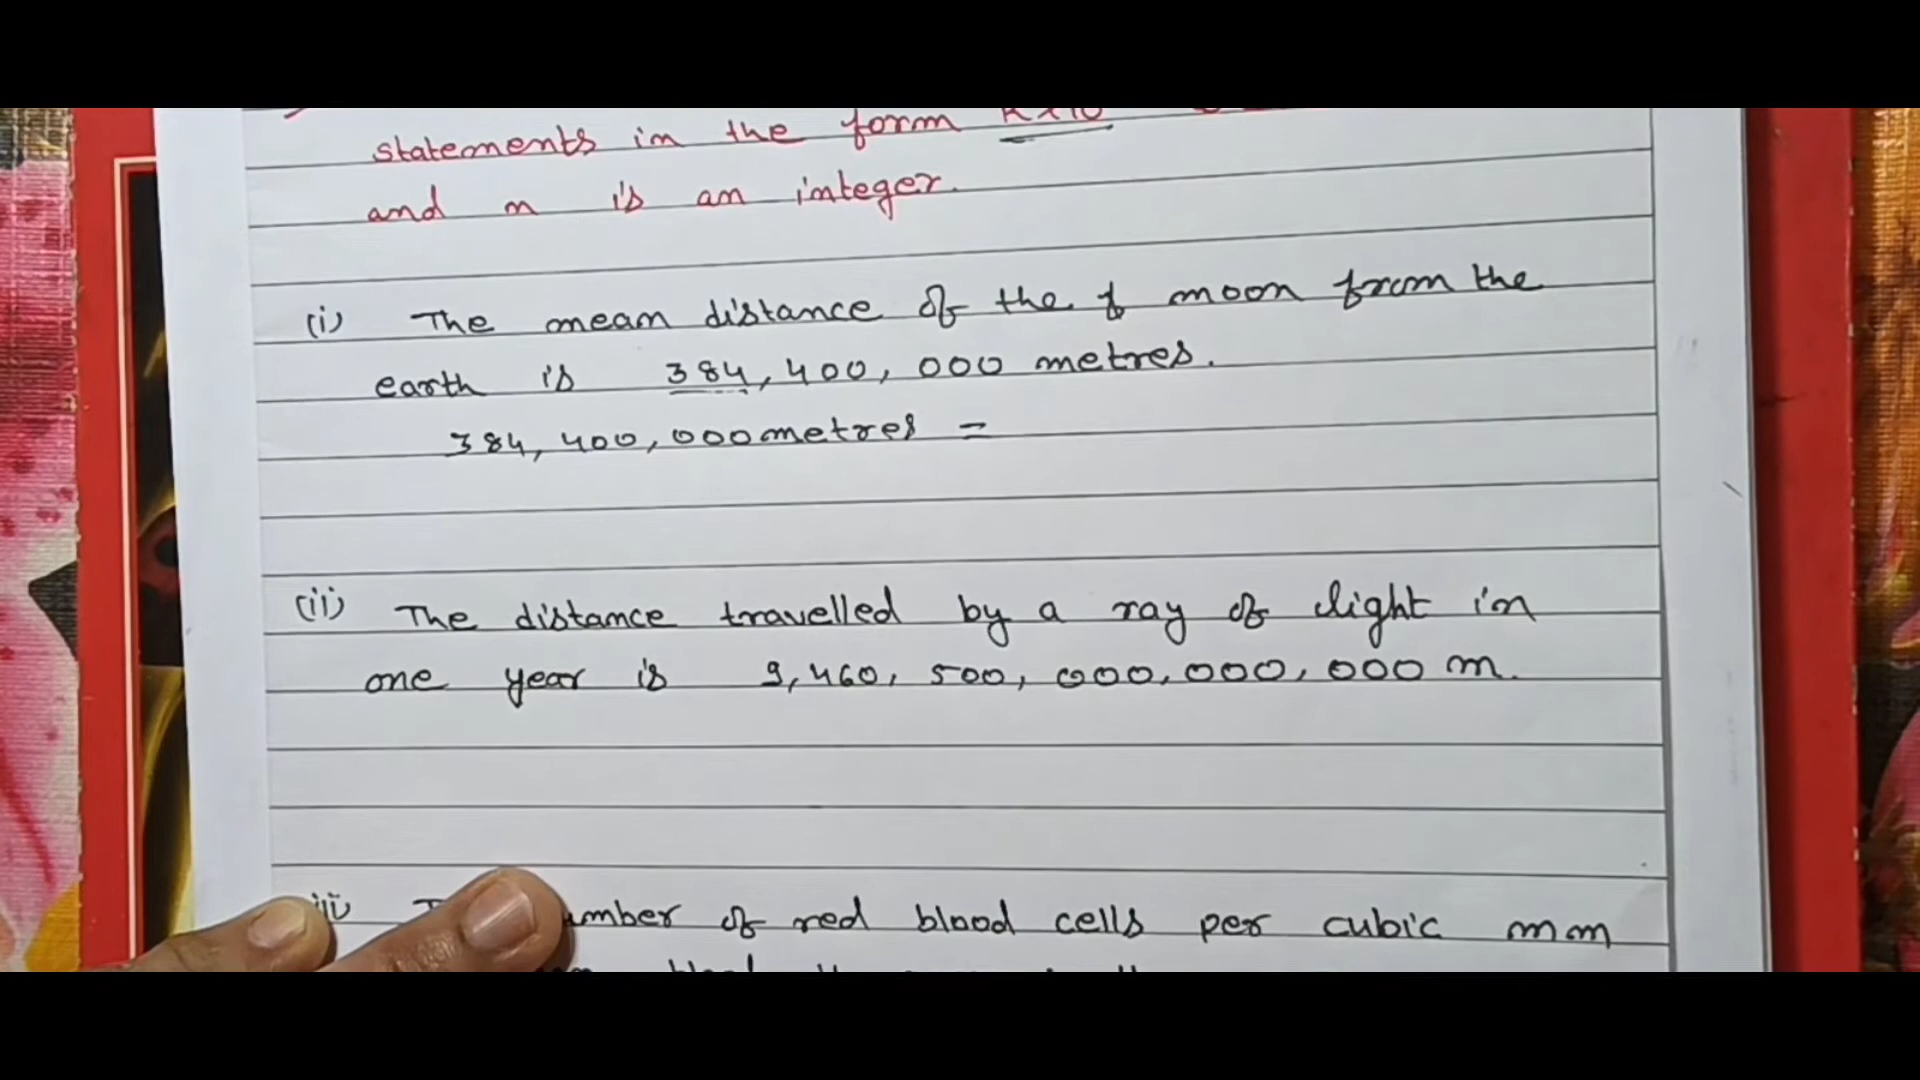 statements in the form K×10
and n is an integer.
(i) The mean distance of the moon from the
earth is 384,400,000 metres.
384,400,000 metres =
(ii) The distance travelled by a ray of light in
one year is 9,460,500,000,000,000 m.
number of red blood cells per cubic mm